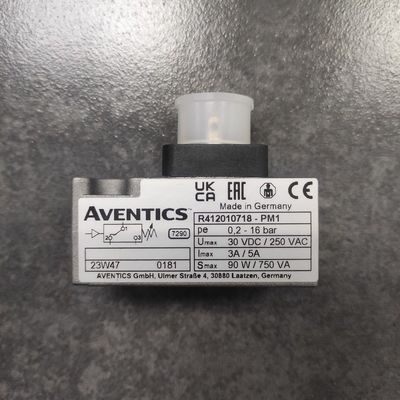 UK
CA
EAC
CE
Made in Germany
AVENTICS™
R412010718 - PM1
pe 0,2 - 16 bar
Umax 30 VDC / 250 VAC
Imax 3A / 5A
Smax 90 W / 750 VA
7290
23W47 0181
AVENTICS GmbH, Ulmer Straße 4, 30880 Laatzen, Germany